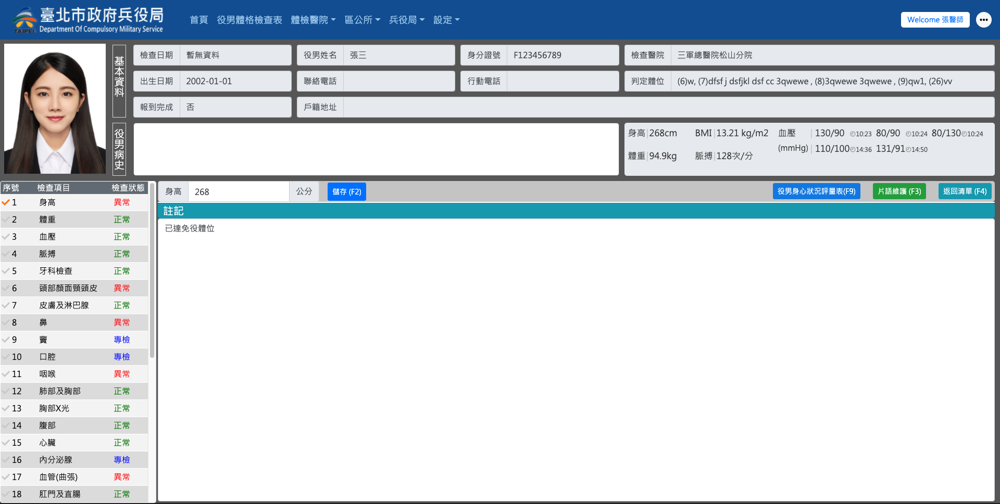 臺北市政府兵役局
Department Of Compulsory Military Service
TAIPEI
首頁 役男體格檢查表 體檢醫院 區公所 兵役局 設定
Welcome 張醫師
基本資料
檢查日期 暫無資料 役男姓名 張三 身分證號 F123456789 檢查醫院 三軍總醫院松山分院
出生日期 2002-01-01 聯絡電話 行動電話 判定體位 (6)w, (7)dfsf j dsfjkl dsf cc 3qwewe , (8)3qwewe 3qwewe , (9)qw1, (26)vv
報到完成 否 戶籍地址
役男病史
身高 268cm BMI 13.21 kg/m2 血壓 130/90 10:23 80/90 10:24 80/130 10:24
(mmHg) 110/100 14:36 131/91 14:50
體重 94.9kg 脈搏 128次/分
序號 檢查項目 檢查狀態
1 身高 異常
2 體重 正常
3 血壓 正常
4 脈搏 正常
5 牙科檢查 正常
6 頭部顏面頸頭皮 異常
7 皮膚及淋巴腺 正常
8 鼻 異常
9 竇 專檢
10 口腔 專檢
11 咽喉 異常
12 肺部及胸部 正常
13 胸部X光 正常
14 腹部 正常
15 心臟 正常
16 內分泌腺 專檢
17 血管(曲張) 異常
18 肛門及直腸 正常
身高 268 公分 儲存 (F2) 役男身心狀況評量表(F9) 片語維護 (F3) 返回清單 (F4)
註記
已達免役體位